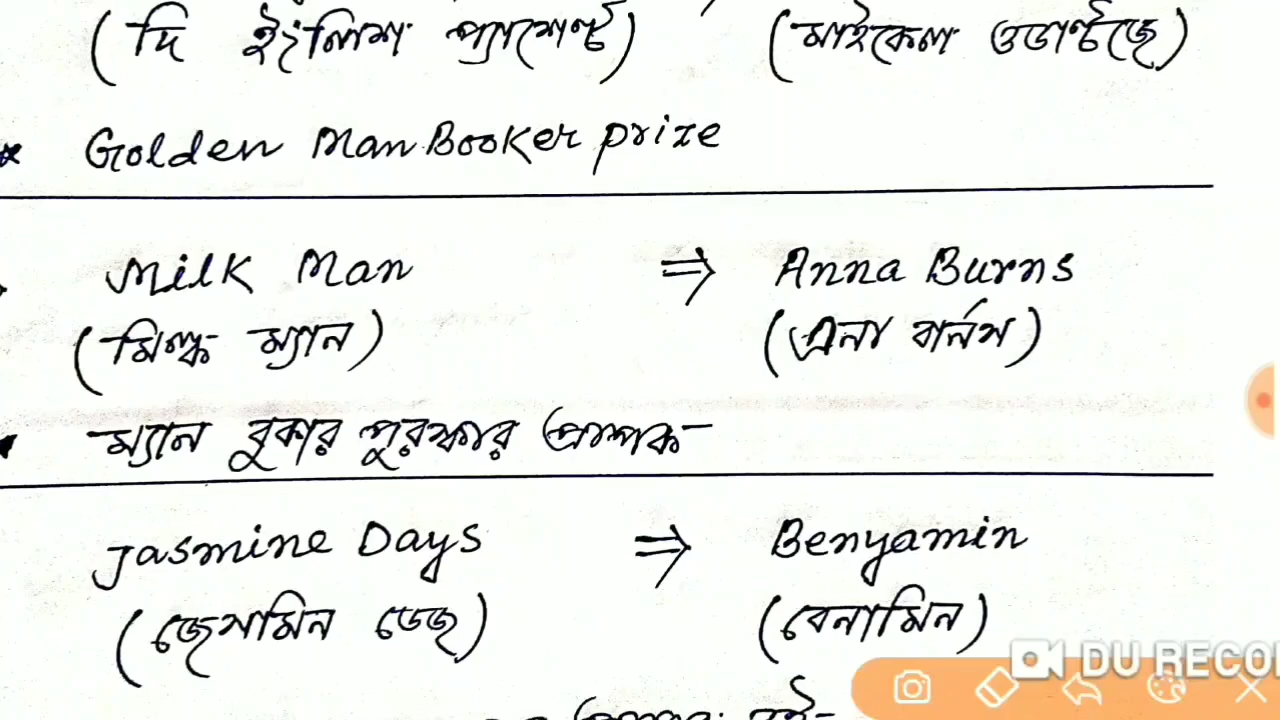 (দি ইংলিশ প্যাশেন্ট) (মাইকেল ওডান্টজে)
* Golden Man Booker prize
Milk Man ⇒ Anna Burns
(মিল্ক ম্যান) (এনা বার্নস)
ম্যান বুকার পুরস্কার প্রাপক
Jasmine Days ⇒ Benyamin
(জেসমিন ডেজ) (বেনামিন)
DU RECO